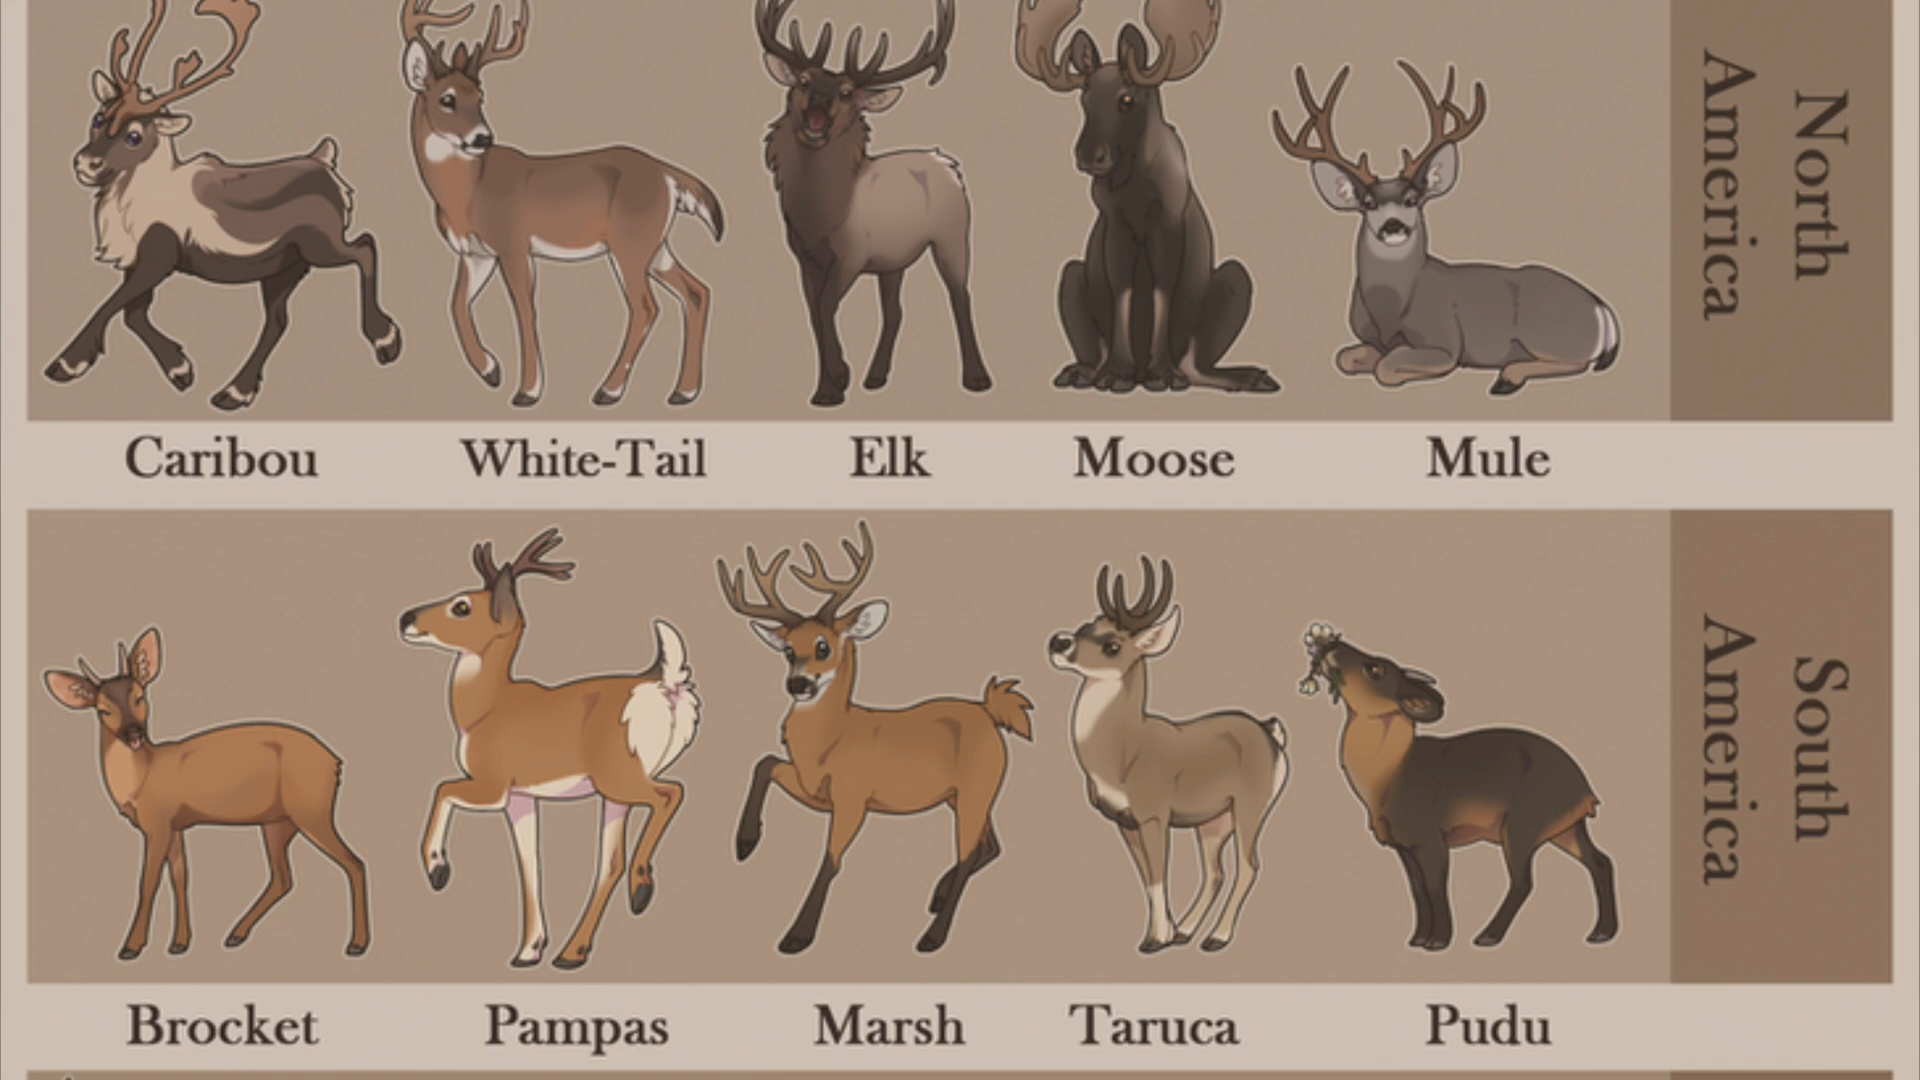 North
America
Caribou
White-Tail
Elk
Moose
Mule
South
America
Brocket
Pampas
Marsh
Taruca
Pudu